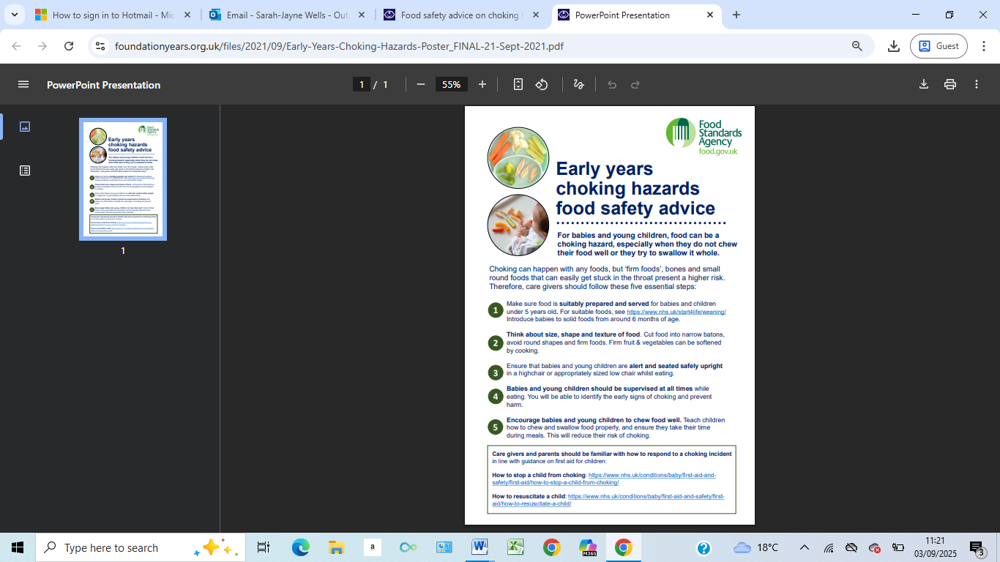 How to sign in to Hotmail - Mic
Email - Sarah-Jayne Wells - Out
Food safety advice on choking
PowerPoint Presentation
foundationyears.org.uk/files/2021/09/Early-Years-Choking-Hazards-Poster_FINAL-21-Sept-2021.pdf
Guest
PowerPoint Presentation
1 / 1
55%
Early years
choking hazards
food safety advice
1
Food
Standards
Agency
food.gov.uk
Early years
choking hazards
food safety advice
For babies and young children, food can be a
choking hazard, especially when they do not chew
their food well or they try to swallow it whole.
Choking can happen with any foods, but ‘firm foods’, bones and small
round foods that can easily get stuck in the throat present a higher risk.
Therefore, care givers should follow these five essential steps:
1
Make sure food is suitably prepared and served for babies and children
under 5 years old. For suitable foods, see https://www.nhs.uk/start4life/weaning/
Introduce babies to solid foods from around 6 months of age.
2
Think about size, shape and texture of food. Cut food into narrow batons,
avoid round shapes and firm foods. Firm fruit & vegetables can be softened
by cooking.
3
Ensure that babies and young children are alert and seated safely upright
in a highchair or appropriately sized low chair whilst eating.
4
Babies and young children should be supervised at all times while
eating. You will be able to identify the early signs of choking and prevent
harm.
5
Encourage babies and young children to chew food well. Teach children
how to chew and swallow food properly, and ensure they take their time
during meals. This will reduce their risk of choking.
Care givers and parents should be familiar with how to respond to a choking incident
in line with guidance on first aid for children:
How to stop a child from choking: https://www.nhs.uk/conditions/baby/first-aid-and-
safety/first-aid/how-to-stop-a-child-from-choking/
How to resuscitate a child: https://www.nhs.uk/conditions/baby/first-aid-and-safety/first-
aid/how-to-resuscitate-a-child/
Type here to search
a
M365
18°C
11:21
03/09/2025
3